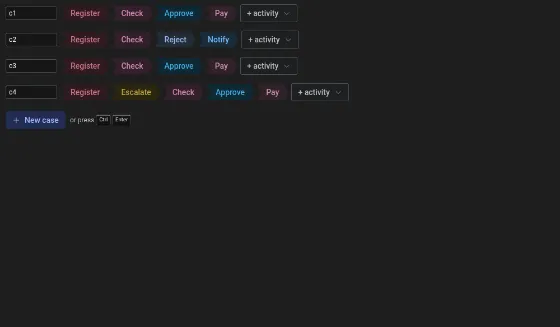 c1 Register Check Approve Pay + activity
c2 Register Check Reject Notify + activity
c3 Register Check Approve Pay + activity
c4 Register Escalate Check Approve Pay + activity
+ New case or press Ctrl Enter